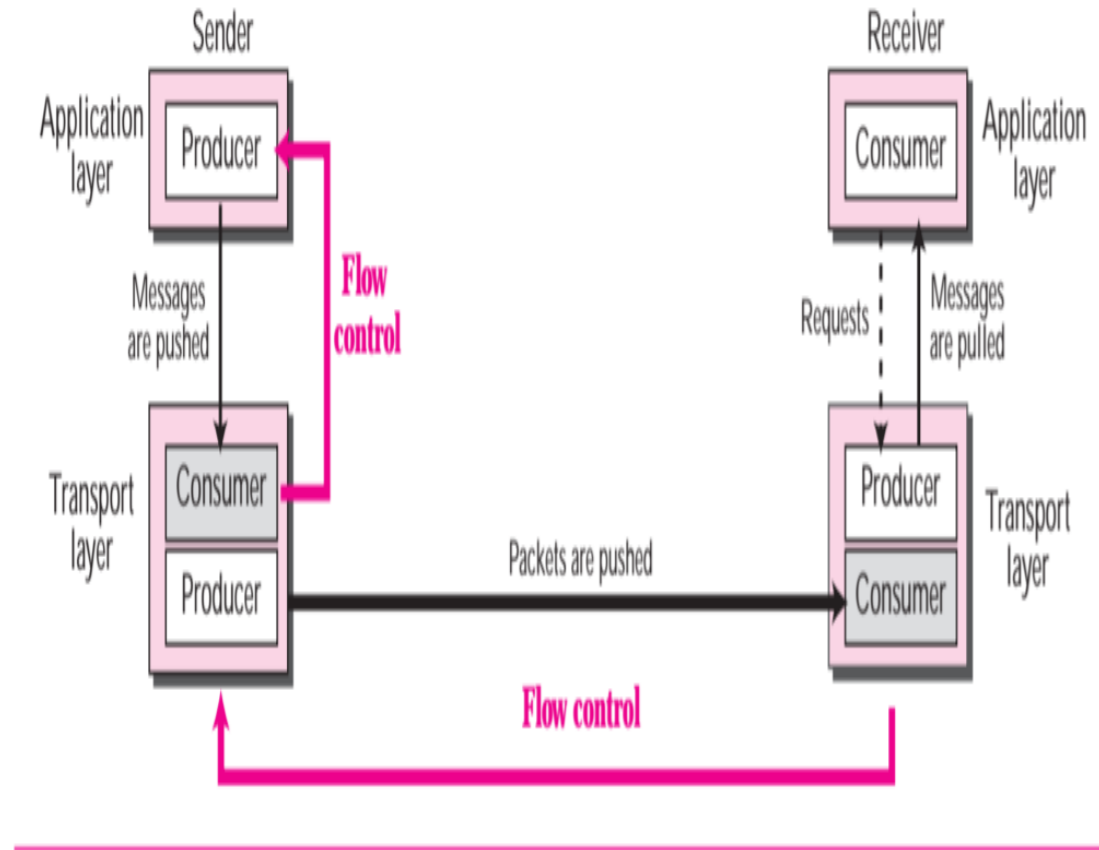 Sender
Receiver
Application
layer
Producer
Consumer
Application
layer
Messages
are pushed
Flow
control
Requests
Messages
are pulled
Transport
layer
Consumer
Producer
Packets are pushed
Producer
Consumer
Transport
layer
Flow control